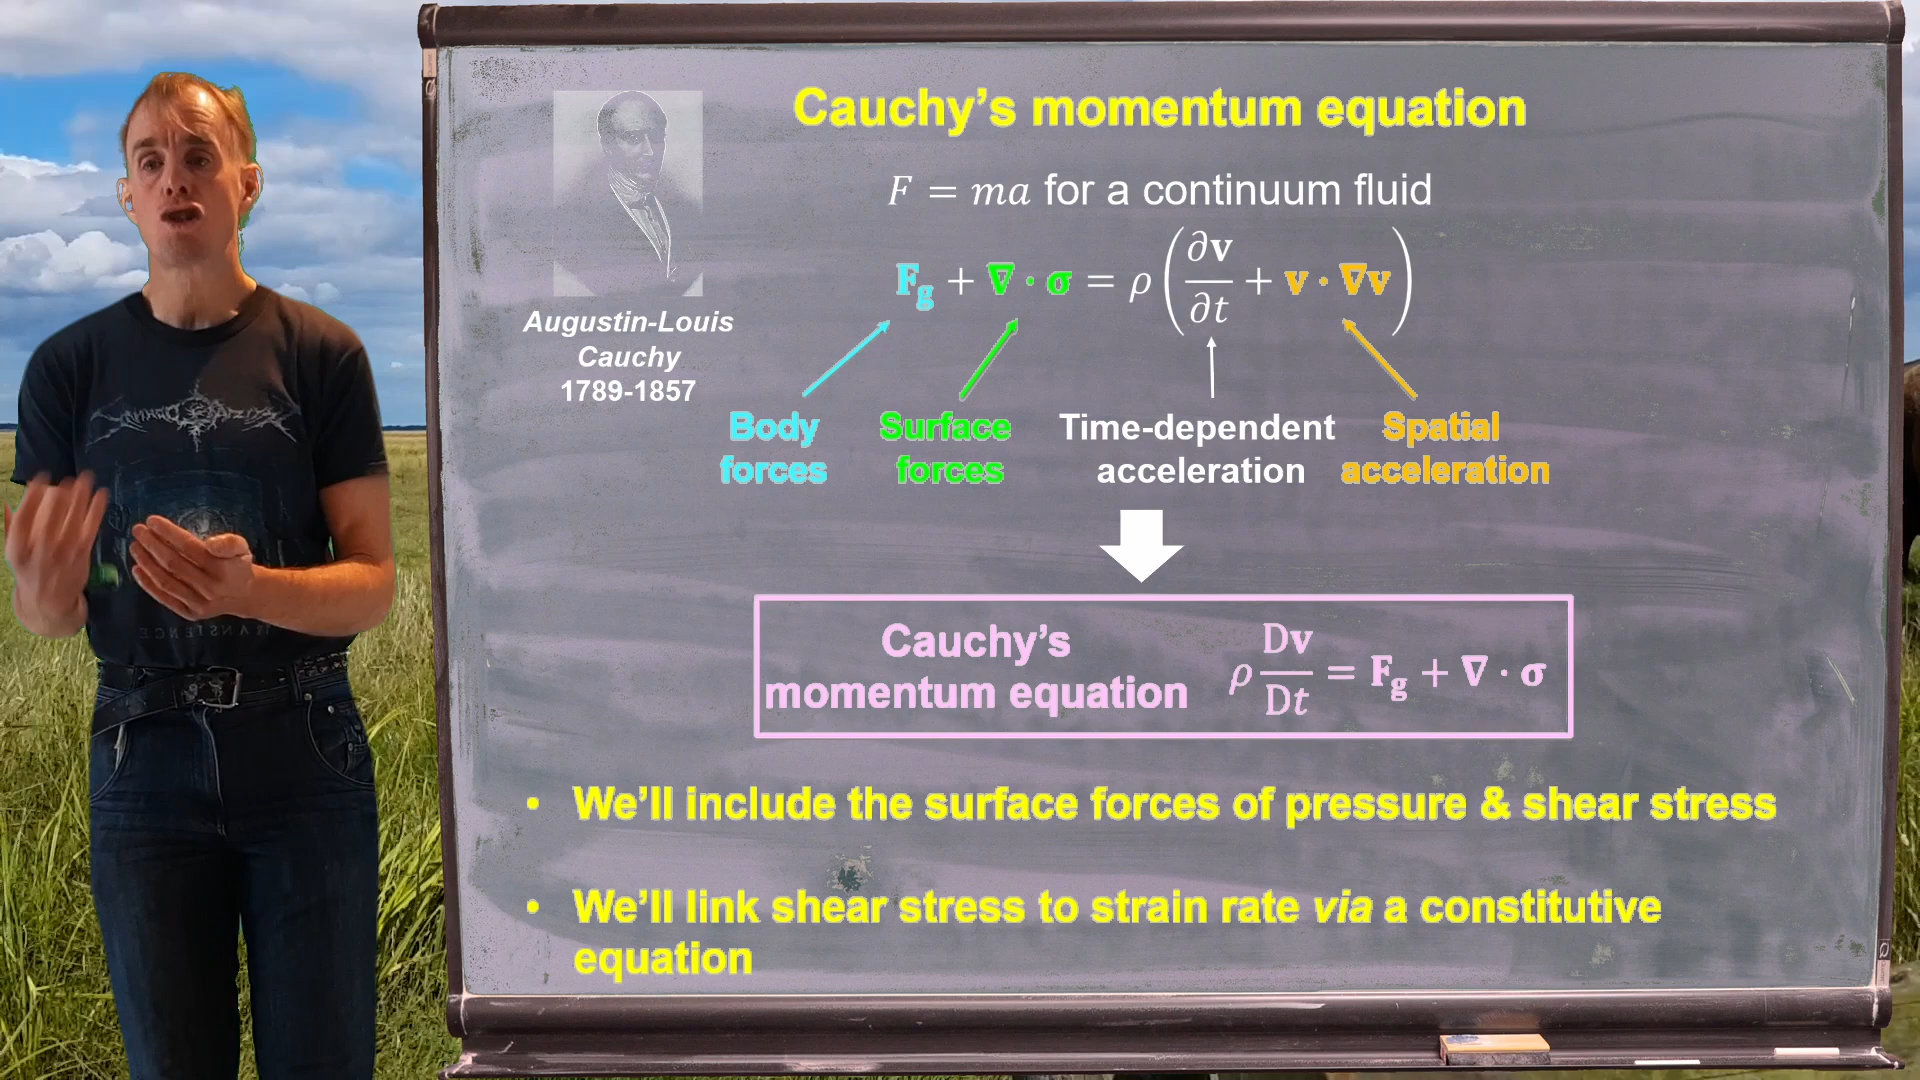 Cauchy's momentum equation
F = ma for a continuum fluid
F_g + ∇ · σ = ρ(∂v/∂t + v · ∇v)
Augustin-Louis
Cauchy
1789-1857
Body
forces
Surface
forces
Time-dependent
acceleration
Spatial
acceleration
Cauchy's
momentum equation
ρ Dv/Dt = F_g + ∇ · σ
• We'll include the surface forces of pressure & shear stress
• We'll link shear stress to strain rate via a constitutive
equation